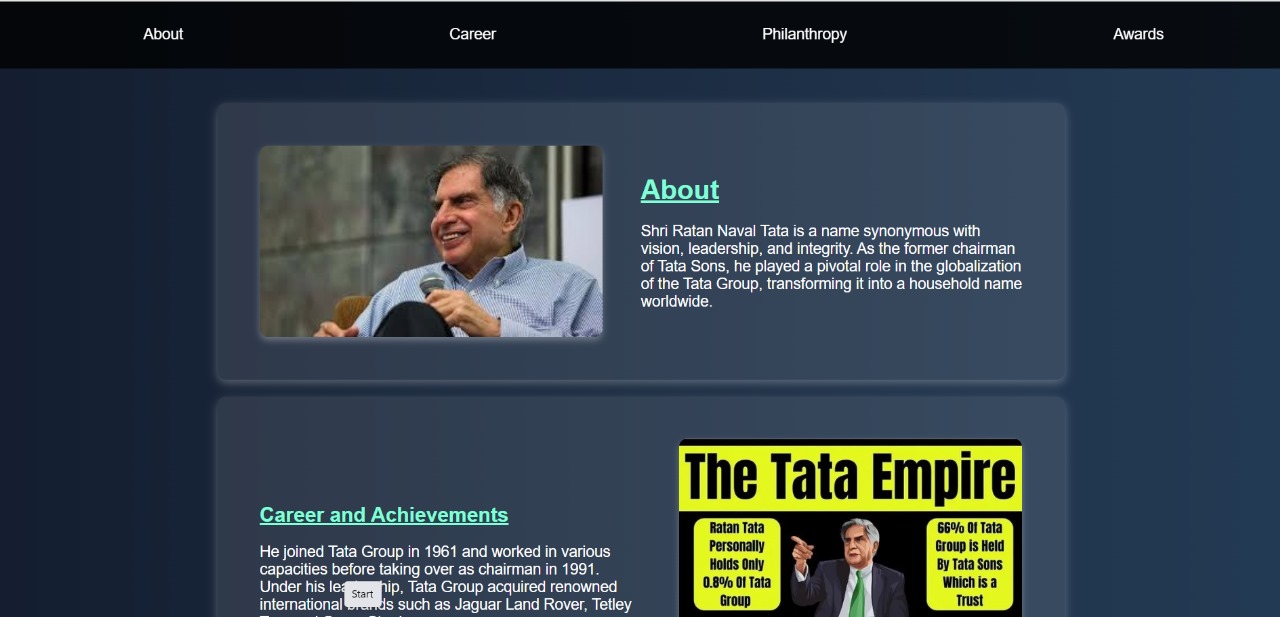 About Career Philanthropy Awards
About
Shri Ratan Naval Tata is a name synonymous with
vision, leadership, and integrity. As the former chairman
of Tata Sons, he played a pivotal role in the globalization
of the Tata Group, transforming it into a household name
worldwide.
Career and Achievements
He joined Tata Group in 1961 and worked in various
capacities before taking over as chairman in 1991.
Under his hip, Tata Group acquired renowned
international such as Jaguar Land Rover, Tetley
Start
The Tata Empire
Ratan Tata
Personally
Holds Only
0.8% Of Tata
Group
66% Of Tata
Group is Held
By Tata Sons
Which is a
Trust